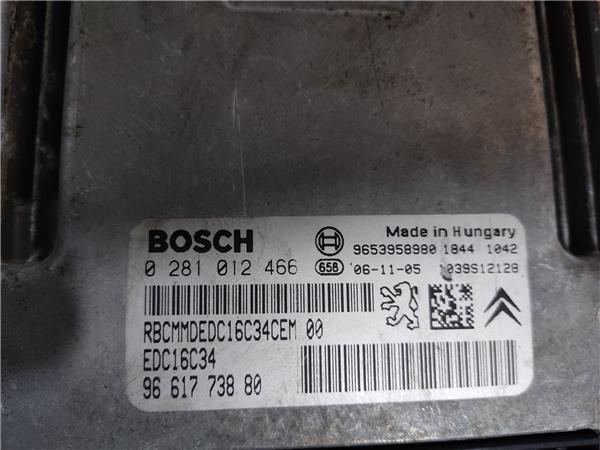 BOSCH
Made in Hungary
9653958980 1844 1042
0 281 012 466
658
06-11-05
1039S12128
RBCMMDEDC16C34CEM 00
EDC16C34
96 617 738 80